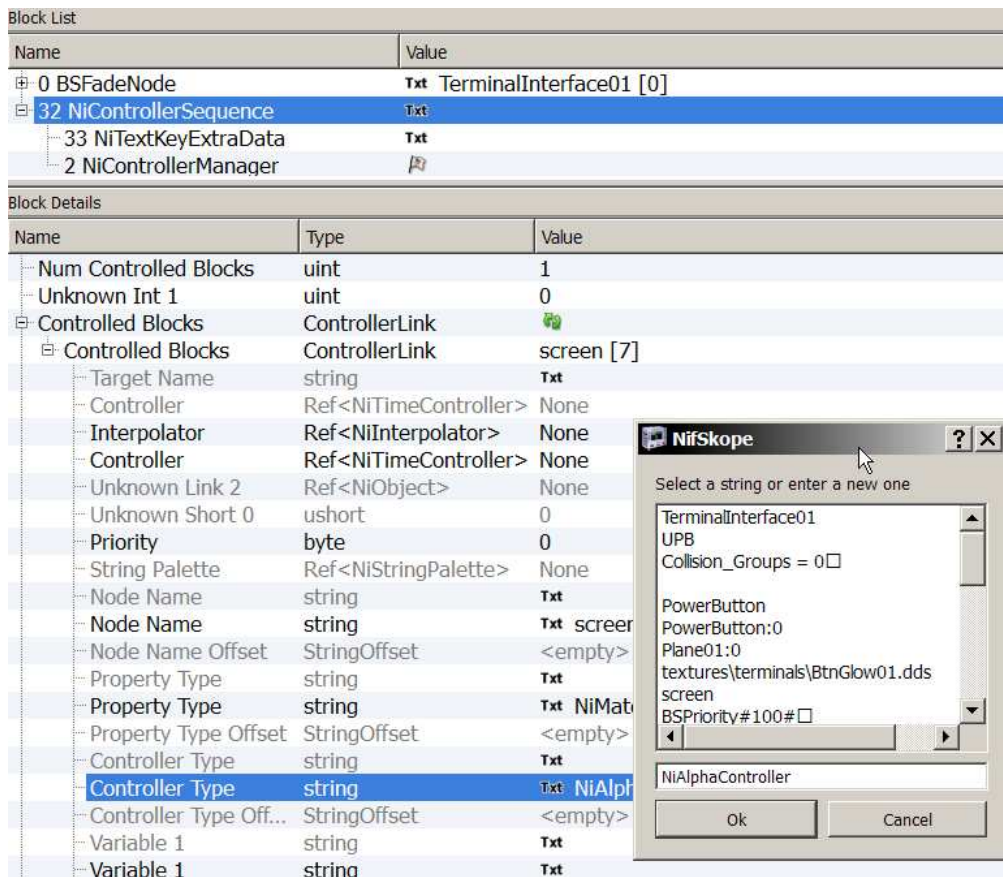 Block List
Name Value
0 BSFadeNode Txt TerminalInterface01 [0]
32 NiControllerSequence Txt
33 NiTextKeyExtraData Txt
2 NiControllerManager
Block Details
Name Type Value
Num Controlled Blocks uint 1
Unknown Int 1 uint 0
Controlled Blocks ControllerLink
Controlled Blocks ControllerLink screen [7]
Target Name string Txt
Controller Ref<NiTimeController> None
Interpolator Ref<NiInterpolator> None
Controller Ref<NiTimeController> None
Unknown Link 2 Ref<NiObject> None
Unknown Short 0 ushort 0
Priority byte 0
String Palette Ref<NiStringPalette> None
Node Name string Txt
Node Name string Txt screen
Node Name Offset StringOffset <empty>
Property Type string Txt
Property Type string Txt NiMat
Property Type Offset StringOffset <empty>
Controller Type string Txt
Controller Type string Txt NiAlph
Controller Type Off... StringOffset <empty>
Variable 1 string Txt
Variable 1 string Txt
NifSkope
Select a string or enter a new one
TerminalInterface01
UPB
Collision_Groups = 0□
PowerButton
PowerButton:0
Plane01:0
textures\terminals\BtnGlow01.dds
screen
BSPriority#100#□
NiAlphaController
Ok Cancel